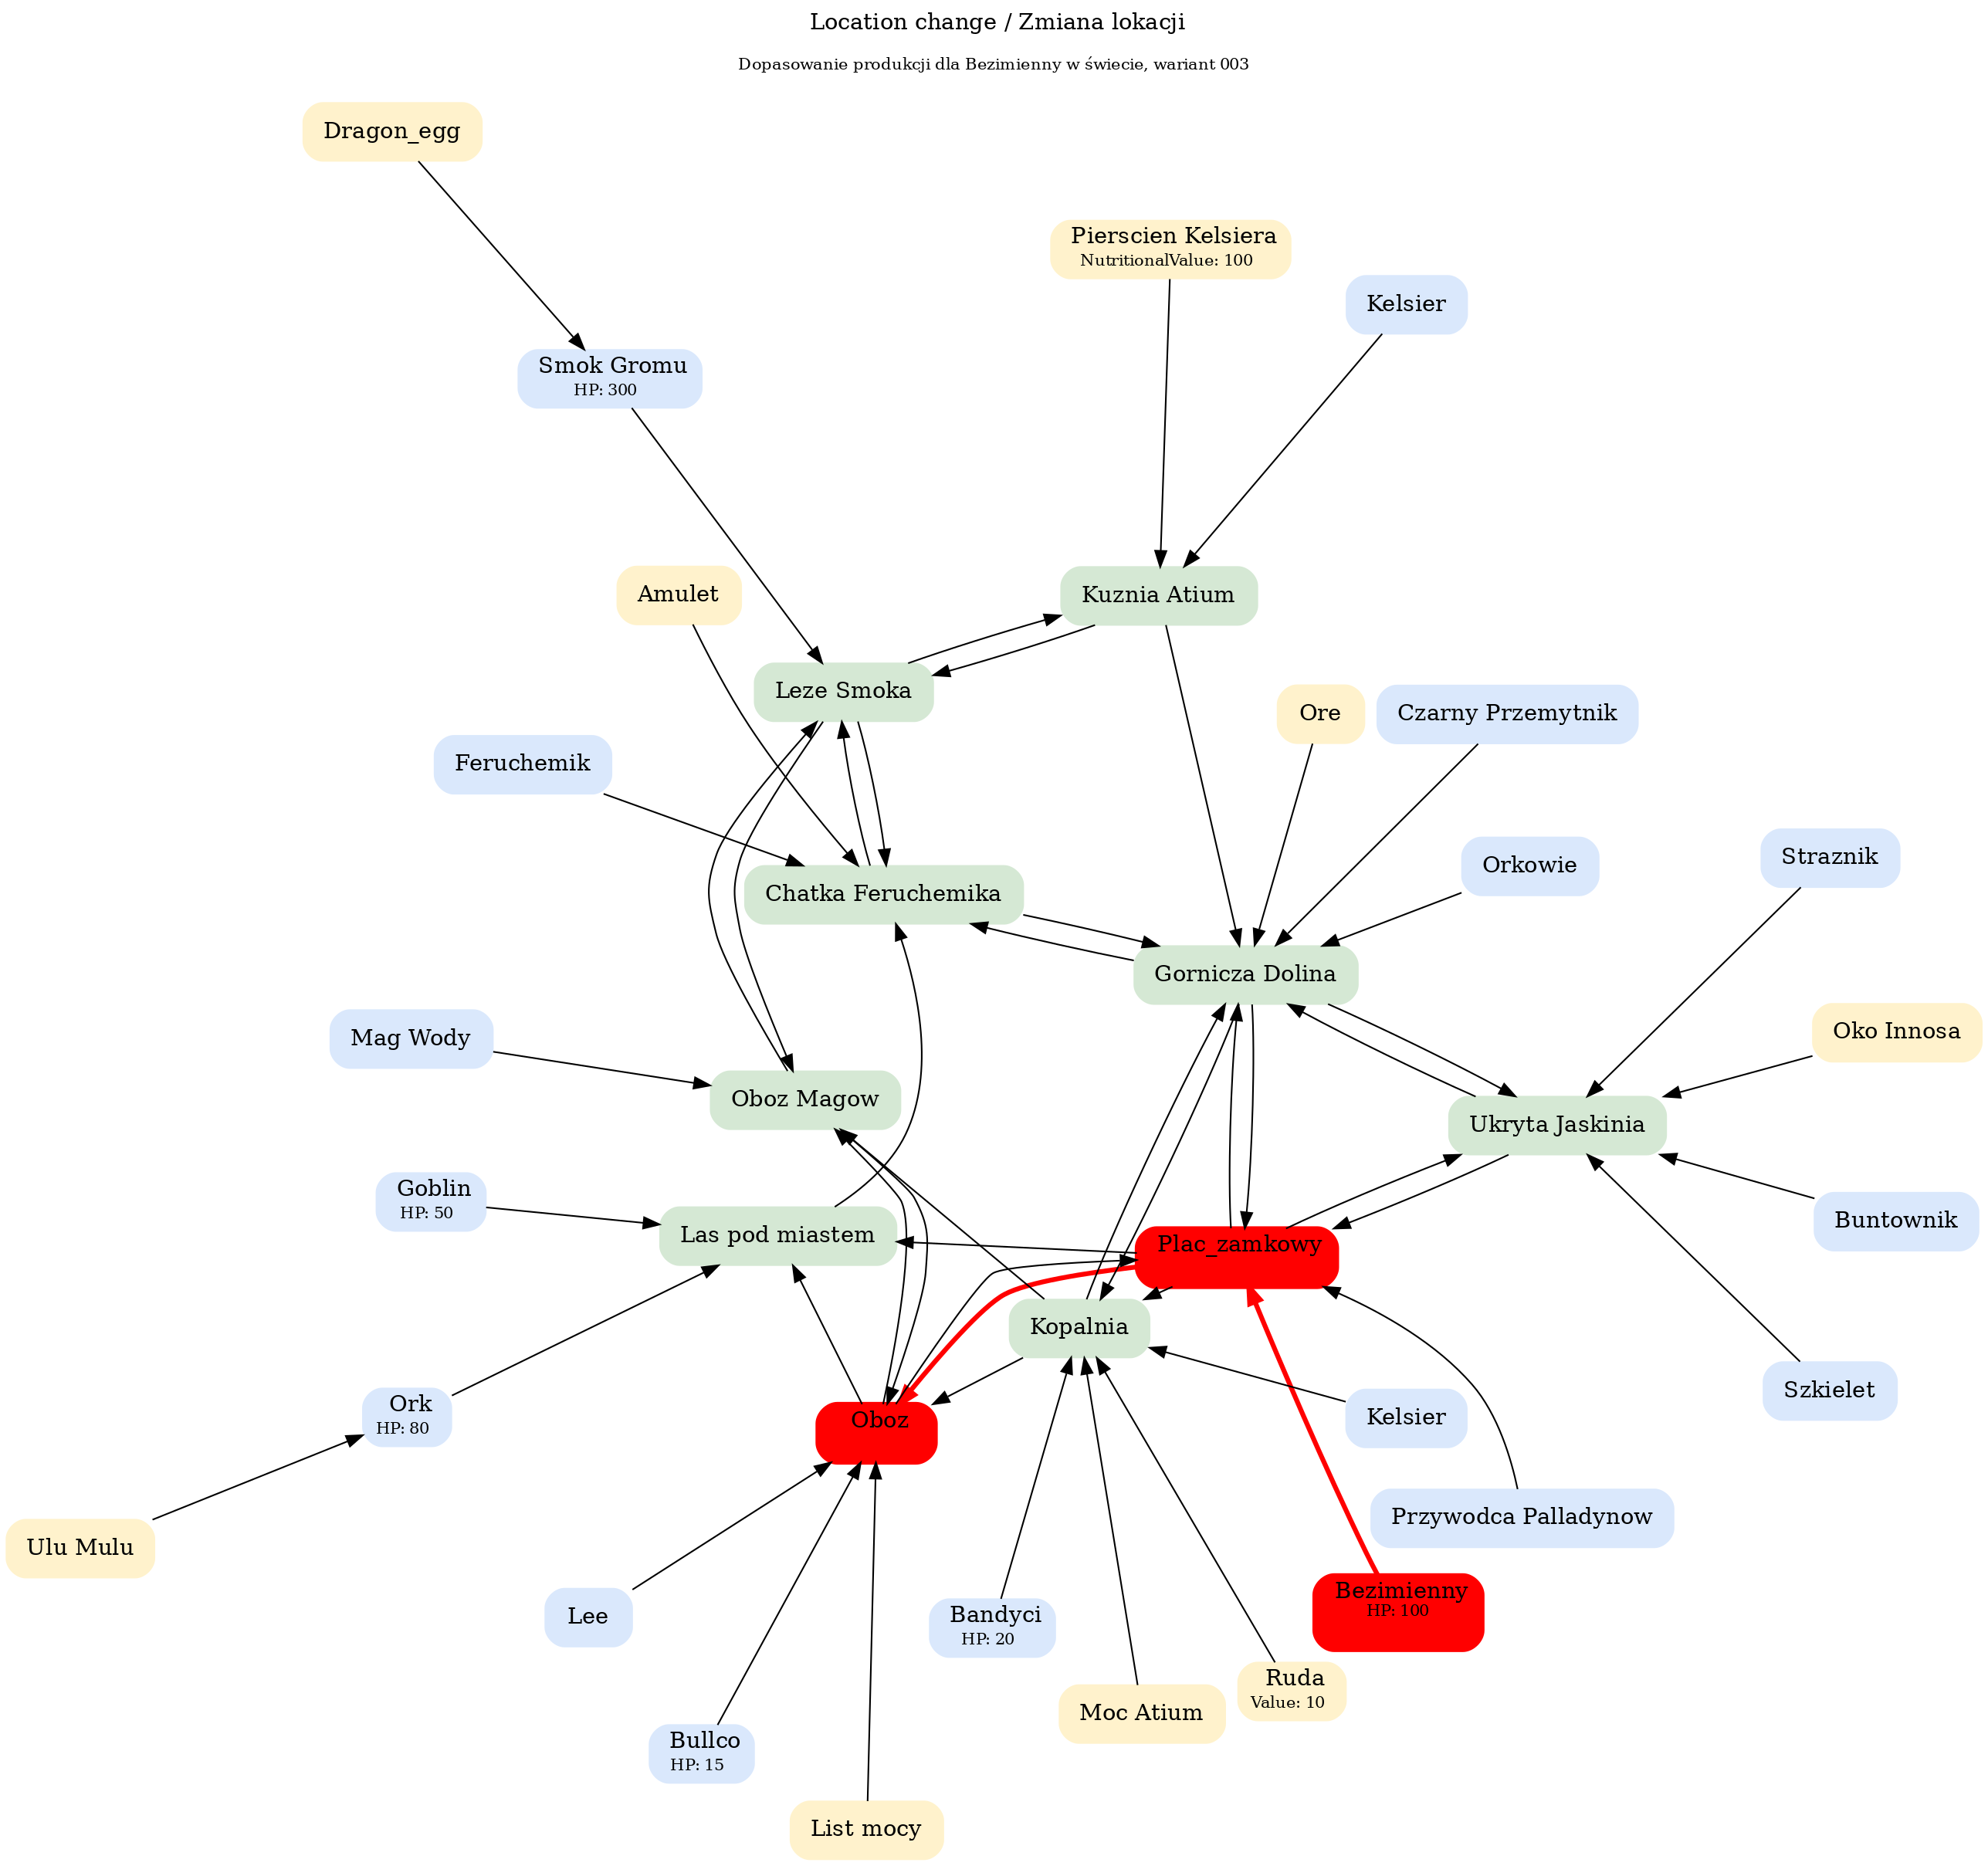 Location change / Zmiana lokacji
Dopasowanie produkcji dla Bezimienny w świecie, wariant 003
Dragon_egg
Pierscien Kelsiera
NutritionalValue: 100
Kelsier
Smok Gromu
HP: 300
Amulet
Kuznia Atium
Leze Smoka
Ore
Czarny Przemytnik
Feruchemik
Orkowie
Straznik
Chatka Feruchemika
Gornicza Dolina
Mag Wody
Oko Innosa
Oboz Magow
Ukryta Jaskinia
Goblin
HP: 50
Las pod miastem
Buntownik
Plac_zamkowy
Kopalnia
Szkielet
Ork
HP: 80
Oboz
Kelsier
Przywodca Palladynow
Ulu Mulu
Lee
Bandyci
HP: 20
Bezimienny
HP: 100
Ruda
Value: 10
Moc Atium
Bullco
HP: 15
List mocy